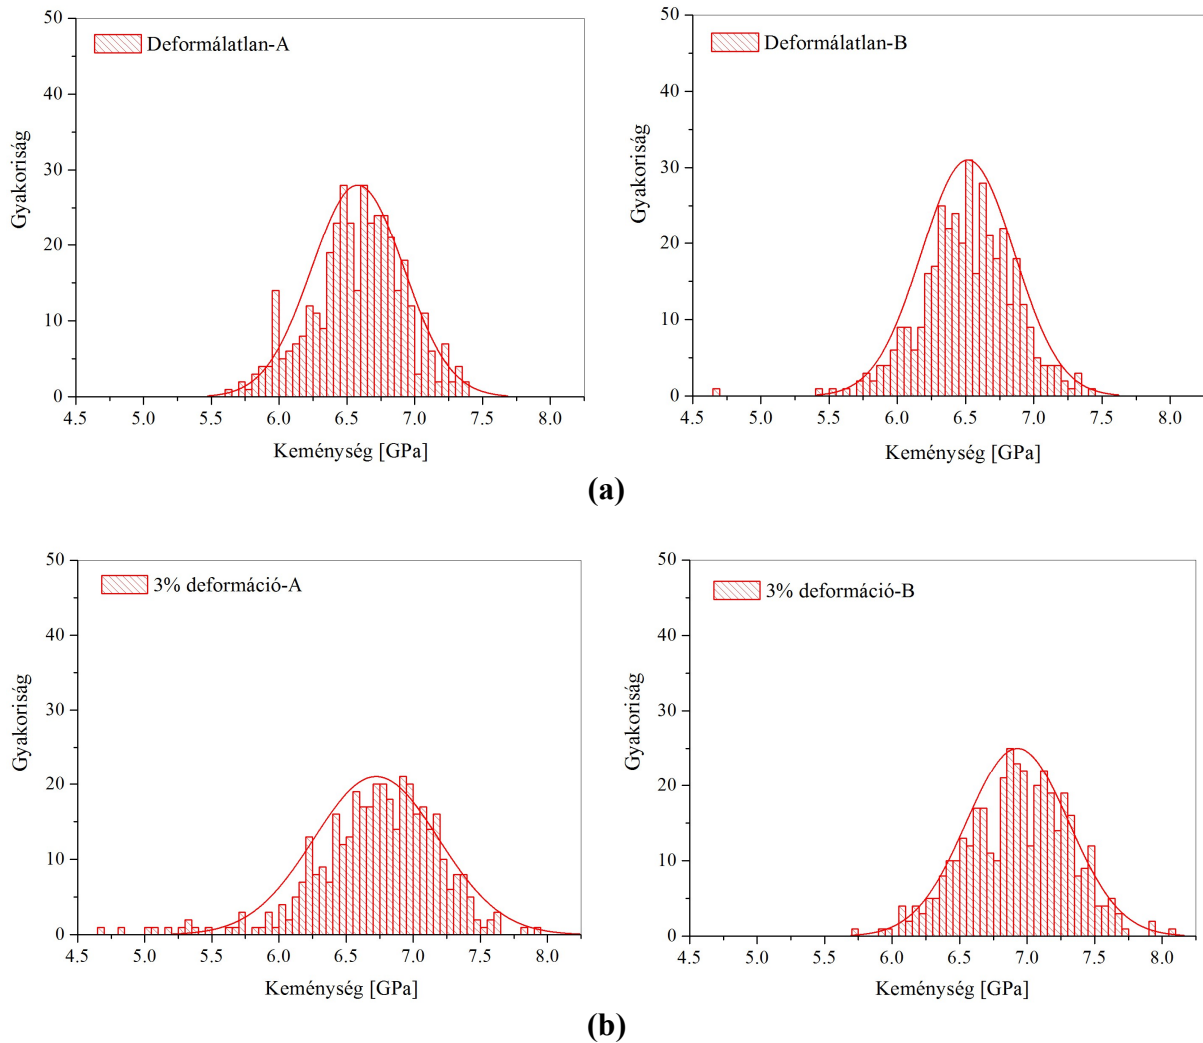 Deformálatlan-A
50
40
30
20
10
0
Gyakoriság
4.5 5.0 5.5 6.0 6.5 7.0 7.5 8.0
Keménység [GPa]
Deformálatlan-B
50
40
30
20
10
0
Gyakoriság
4.5 5.0 5.5 6.0 6.5 7.0 7.5 8.0
Keménység [GPa]
(a)
3% deformáció-A
50
40
30
20
10
0
Gyakoriság
4.5 5.0 5.5 6.0 6.5 7.0 7.5 8.0
Keménység [GPa]
3% deformáció-B
50
40
30
20
10
0
Gyakoriság
4.5 5.0 5.5 6.0 6.5 7.0 7.5 8.0
Keménység [GPa]
(b)